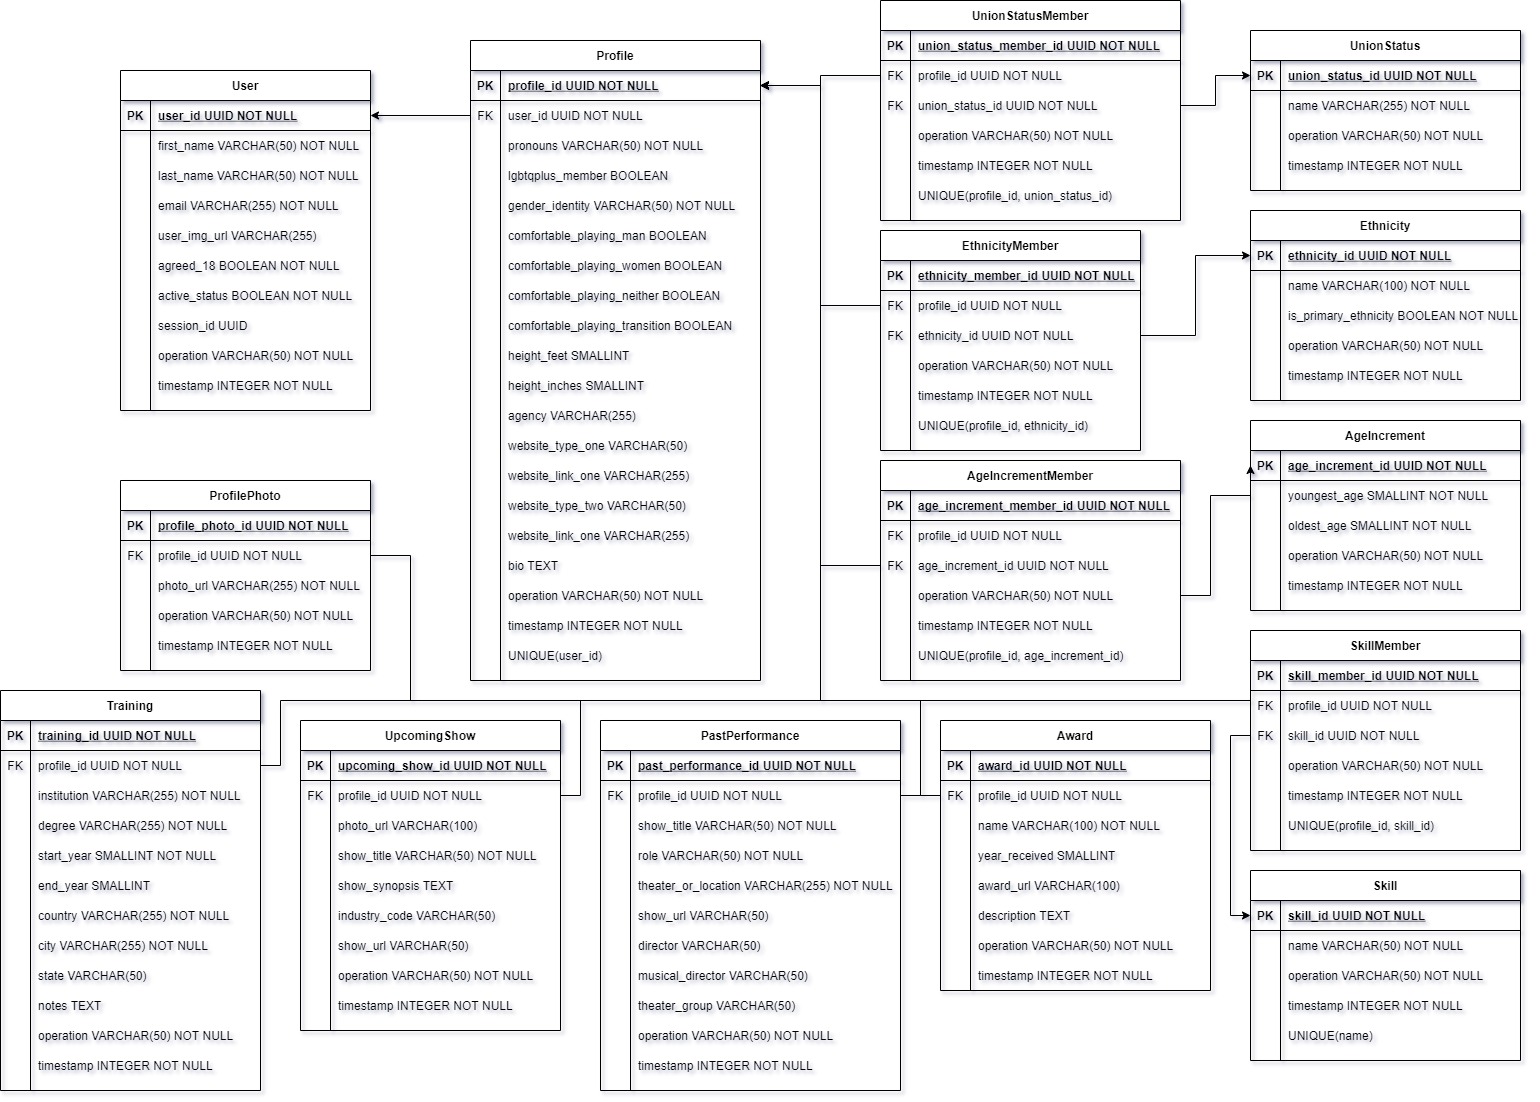 User
PK user_id UUID NOT NULL
first_name VARCHAR(50) NOT NULL
last_name VARCHAR(50) NOT NULL
email VARCHAR(255) NOT NULL
user_img_url VARCHAR(255)
agreed_18 BOOLEAN NOT NULL
active_status BOOLEAN NOT NULL
session_id UUID
operation VARCHAR(50) NOT NULL
timestamp INTEGER NOT NULL
Profile
PK profile_id UUID NOT NULL
FK user_id UUID NOT NULL
pronouns VARCHAR(50) NOT NULL
lgbtqplus_member BOOLEAN
gender_identity VARCHAR(50) NOT NULL
comfortable_playing_man BOOLEAN
comfortable_playing_women BOOLEAN
comfortable_playing_neither BOOLEAN
comfortable_playing_transition BOOLEAN
height_feet SMALLINT
height_inches SMALLINT
agency VARCHAR(255)
website_type_one VARCHAR(50)
website_link_one VARCHAR(255)
website_type_two VARCHAR(50)
website_link_one VARCHAR(255)
bio TEXT
operation VARCHAR(50) NOT NULL
timestamp INTEGER NOT NULL
UNIQUE(user_id)
UnionStatusMember
PK union_status_member_id UUID NOT NULL
FK profile_id UUID NOT NULL
FK union_status_id UUID NOT NULL
operation VARCHAR(50) NOT NULL
timestamp INTEGER NOT NULL
UNIQUE(profile_id, union_status_id)
UnionStatus
PK union_status_id UUID NOT NULL
name VARCHAR(255) NOT NULL
operation VARCHAR(50) NOT NULL
timestamp INTEGER NOT NULL
EthnicityMember
PK ethnicity_member_id UUID NOT NULL
FK profile_id UUID NOT NULL
FK ethnicity_id UUID NOT NULL
operation VARCHAR(50) NOT NULL
timestamp INTEGER NOT NULL
UNIQUE(profile_id, ethnicity_id)
Ethnicity
PK ethnicity_id UUID NOT NULL
name VARCHAR(100) NOT NULL
is_primary_ethnicity BOOLEAN NOT NULL
operation VARCHAR(50) NOT NULL
timestamp INTEGER NOT NULL
AgeIncrementMember
PK age_increment_member_id UUID NOT NULL
FK profile_id UUID NOT NULL
FK age_increment_id UUID NOT NULL
operation VARCHAR(50) NOT NULL
timestamp INTEGER NOT NULL
UNIQUE(profile_id, age_increment_id)
AgeIncrement
PK age_increment_id UUID NOT NULL
youngest_age SMALLINT NOT NULL
oldest_age SMALLINT NOT NULL
operation VARCHAR(50) NOT NULL
timestamp INTEGER NOT NULL
ProfilePhoto
PK profile_photo_id UUID NOT NULL
FK profile_id UUID NOT NULL
photo_url VARCHAR(255) NOT NULL
operation VARCHAR(50) NOT NULL
timestamp INTEGER NOT NULL
SkillMember
PK skill_member_id UUID NOT NULL
FK profile_id UUID NOT NULL
FK skill_id UUID NOT NULL
operation VARCHAR(50) NOT NULL
timestamp INTEGER NOT NULL
UNIQUE(profile_id, skill_id)
Training
PK training_id UUID NOT NULL
FK profile_id UUID NOT NULL
institution VARCHAR(255) NOT NULL
degree VARCHAR(255) NOT NULL
start_year SMALLINT NOT NULL
end_year SMALLINT
country VARCHAR(255) NOT NULL
city VARCHAR(255) NOT NULL
state VARCHAR(50)
notes TEXT
operation VARCHAR(50) NOT NULL
timestamp INTEGER NOT NULL
UpcomingShow
PK upcoming_show_id UUID NOT NULL
FK profile_id UUID NOT NULL
photo_url VARCHAR(100)
show_title VARCHAR(50) NOT NULL
show_synopsis TEXT
industry_code VARCHAR(50)
show_url VARCHAR(50)
operation VARCHAR(50) NOT NULL
timestamp INTEGER NOT NULL
PastPerformance
PK past_performance_id UUID NOT NULL
FK profile_id UUID NOT NULL
show_title VARCHAR(50) NOT NULL
role VARCHAR(50) NOT NULL
theater_or_location VARCHAR(255) NOT NULL
show_url VARCHAR(50)
director VARCHAR(50)
musical_director VARCHAR(50)
theater_group VARCHAR(50)
operation VARCHAR(50) NOT NULL
timestamp INTEGER NOT NULL
Award
PK award_id UUID NOT NULL
FK profile_id UUID NOT NULL
name VARCHAR(100) NOT NULL
year_received SMALLINT
award_url VARCHAR(100)
description TEXT
operation VARCHAR(50) NOT NULL
timestamp INTEGER NOT NULL
Skill
PK skill_id UUID NOT NULL
name VARCHAR(50) NOT NULL
operation VARCHAR(50) NOT NULL
timestamp INTEGER NOT NULL
UNIQUE(name)